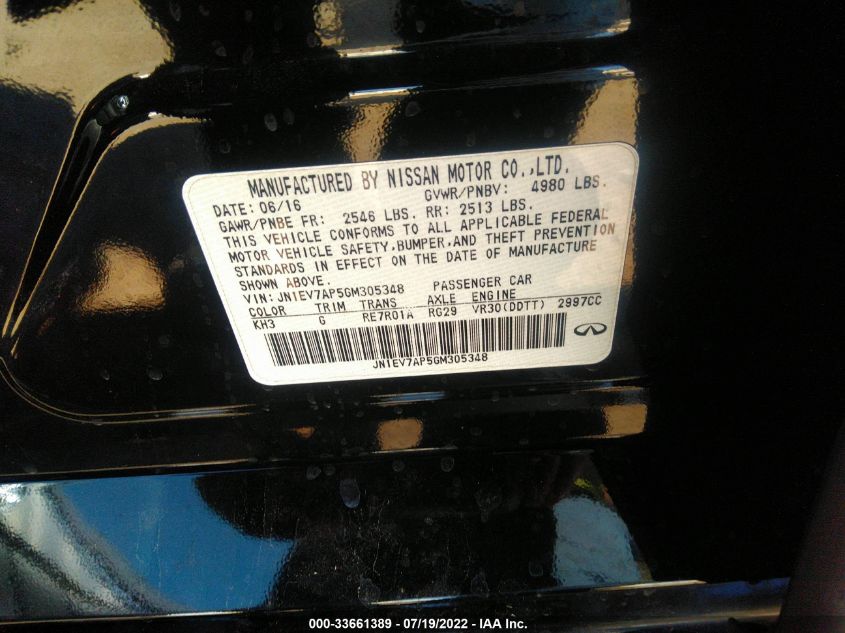 MANUFACTURED BY NISSAN MOTOR CO.,LTD.
DATE: 06/16 GVWR/PNBV: 4980 LBS.
GAWR/PNBE FR: 2546 LBS. RR: 2513 LBS.
THIS VEHICLE CONFORMS TO ALL APPLICABLE FEDERAL
MOTOR VEHICLE SAFETY,BUMPER,AND THEFT PREVENTION
STANDARDS IN EFFECT ON THE DATE OF MANUFACTURE
SHOWN ABOVE.
VIN: JN1EV7AP5GM305348 PASSENGER CAR
COLOR TRIM TRANS AXLE ENGINE
KH3 G RE7R01A RG29 VR30(DDTT) 2997CC
JN1EV7AP5GM305348
000-33661389 - 07/19/2022 - IAA Inc.